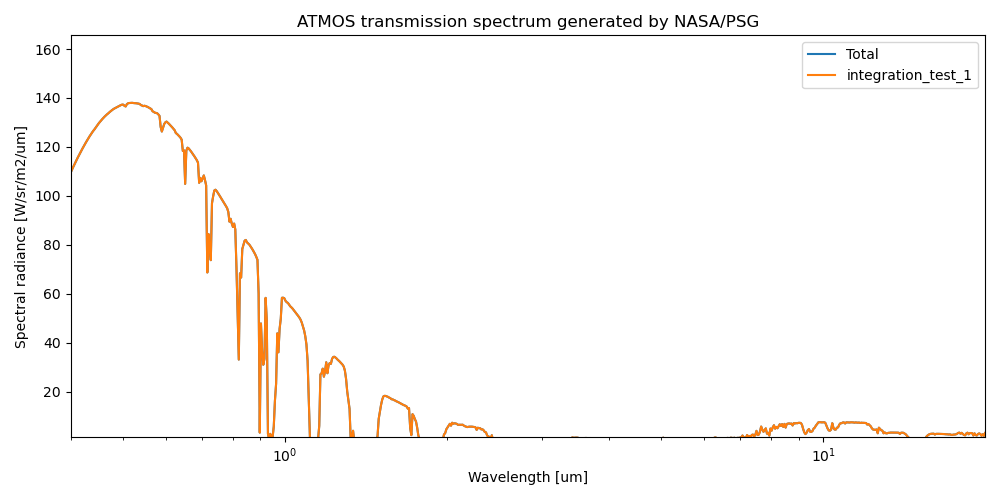 ATMOS transmission spectrum generated by NASA/PSG
Total
integration_test_1
160
140
120
100
80
60
40
20
Spectral radiance [W/sr/m2/um]
10⁰
10¹
Wavelength [um]